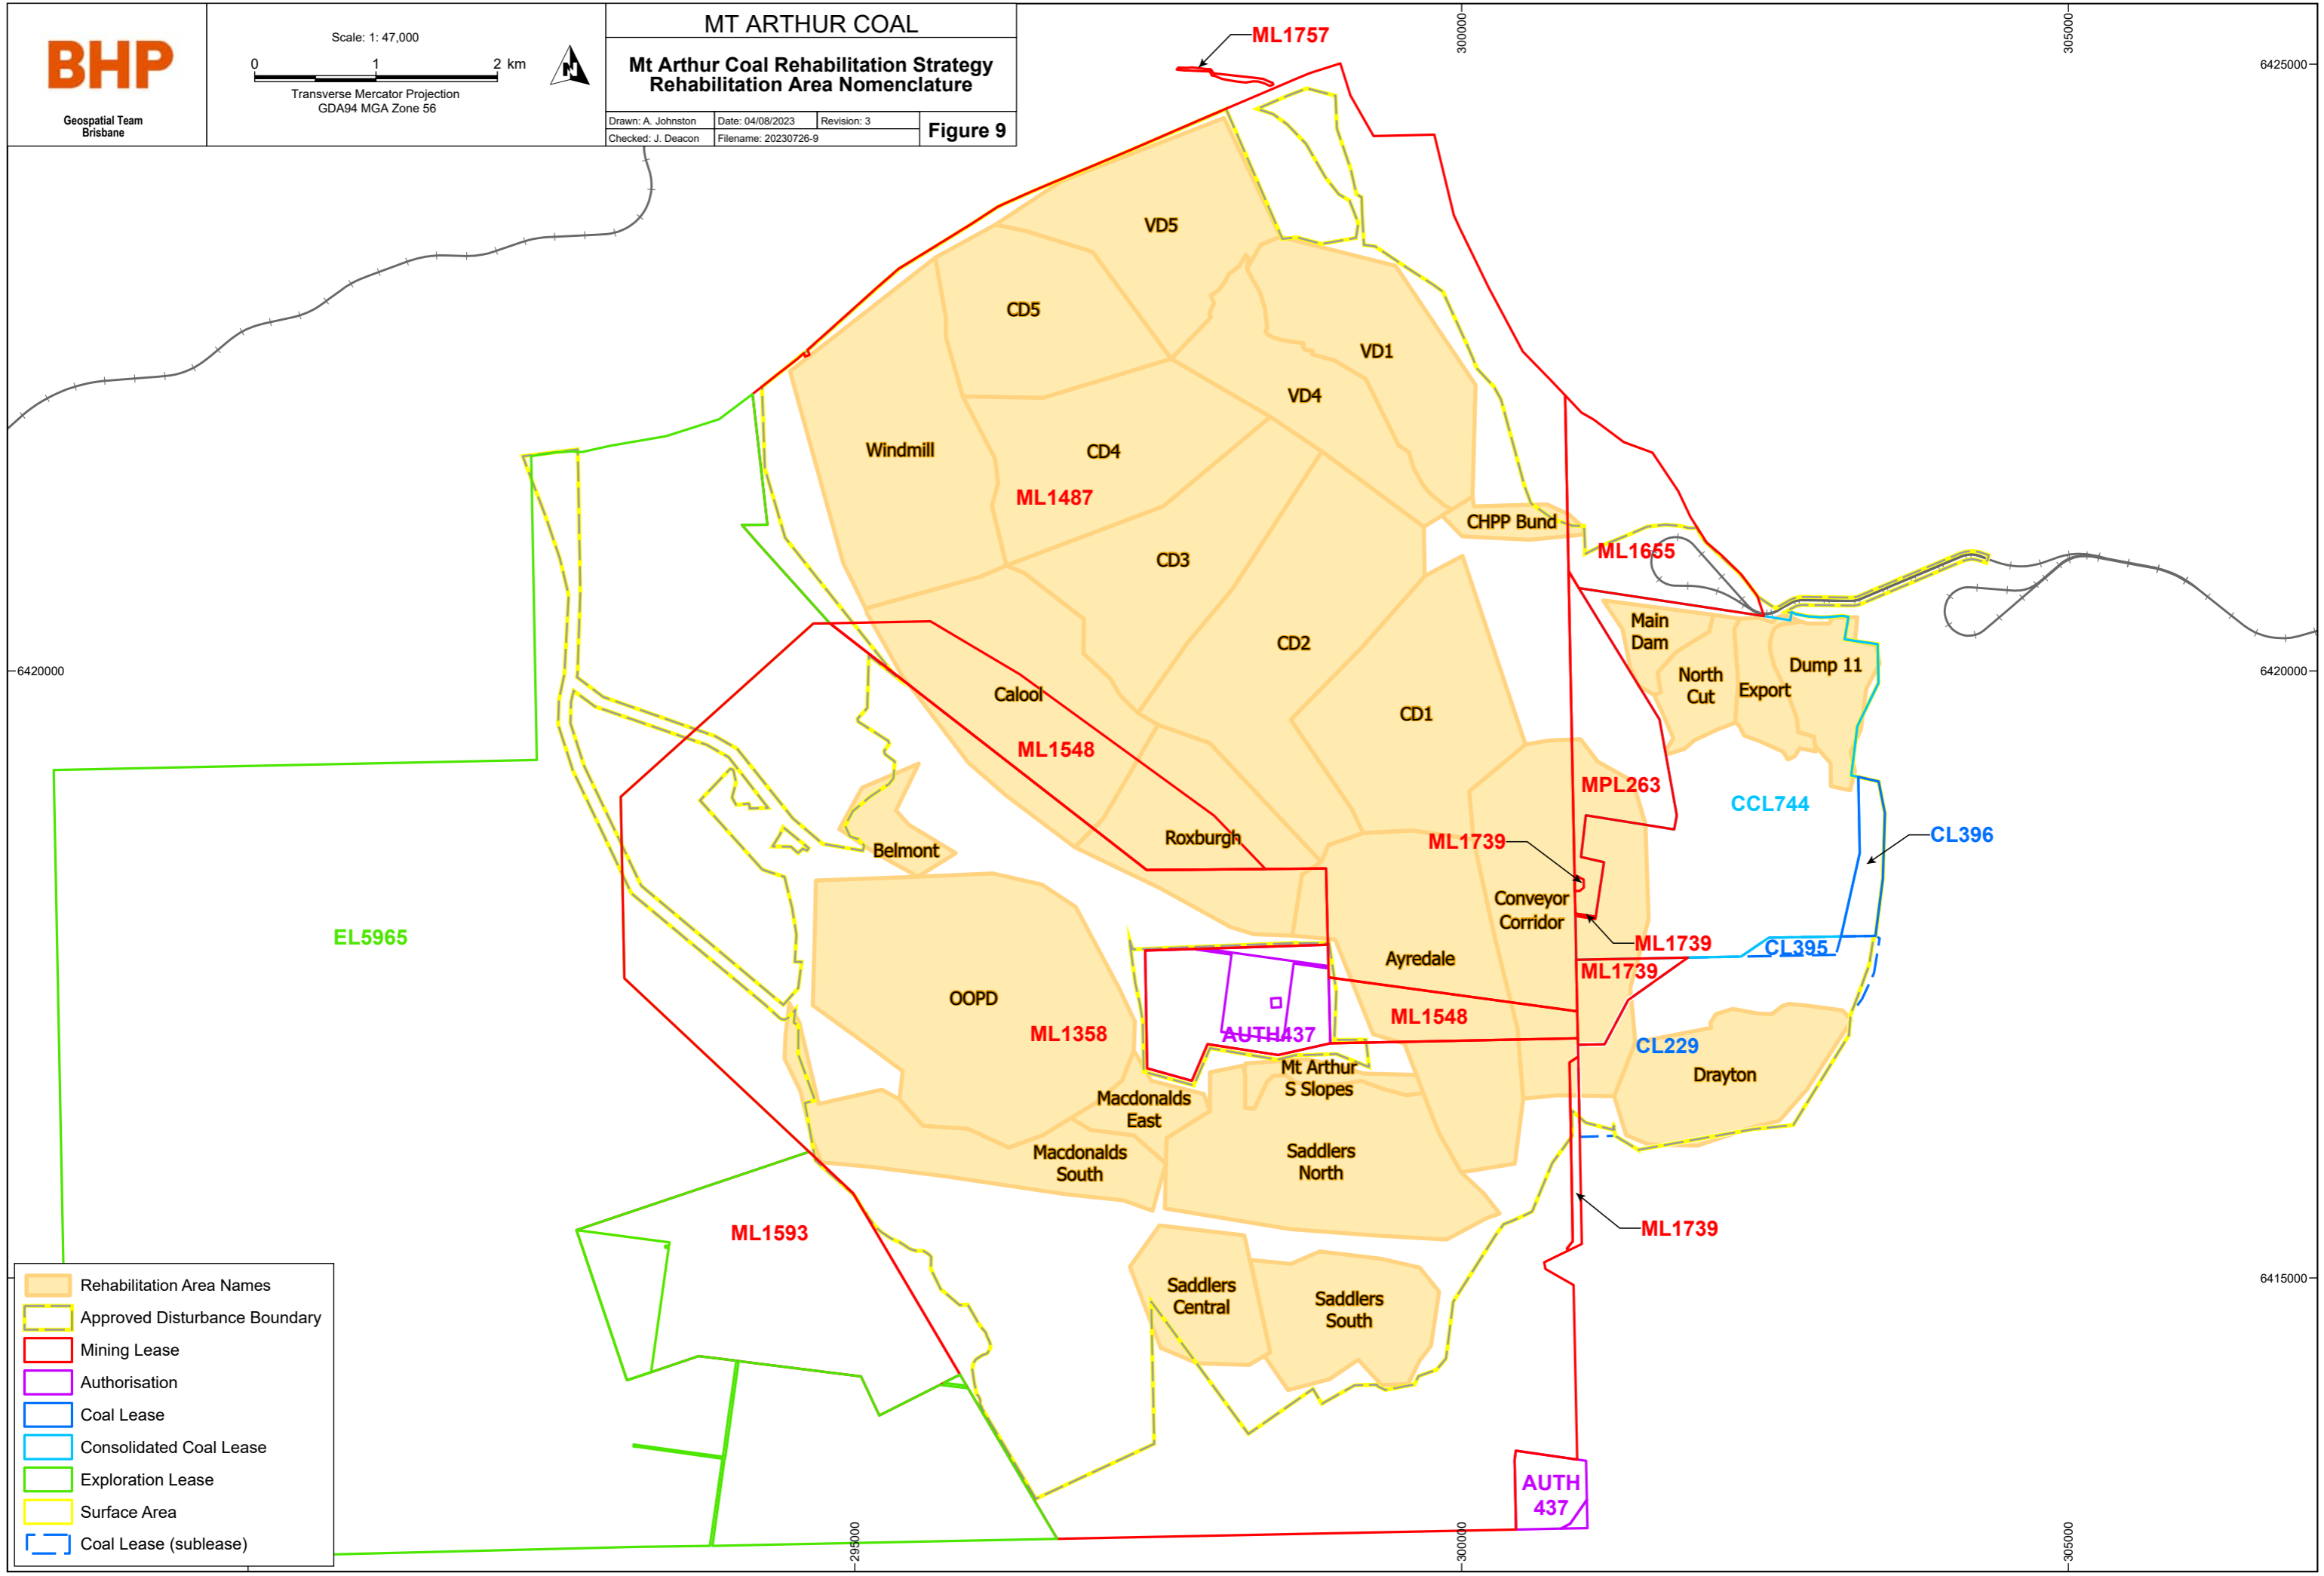 BHP
Geospatial Team
Brisbane
Scale: 1: 47,000
0 1 2 km
Transverse Mercator Projection
GDA94 MGA Zone 56
N
MT ARTHUR COAL
Mt Arthur Coal Rehabilitation Strategy
Rehabilitation Area Nomenclature
Drawn: A. Johnston Date: 04/08/2023 Revision: 3
Checked: J. Deacon Filename: 20230726-9
Figure 9
300000
305000
6425000
ML1757
VD5
CD5
VD1
VD4
Windmill
CD4
ML1487
CHPP Bund
ML1655
CD3
Main
Dam
CD2
Dump 11
6420000
6420000
North
Cut
Export
Calool
CD1
ML1548
MPL263
CCL744
Roxburgh
ML1739
CL396
Belmont
Conveyor
Corridor
EL5965
ML1739
CL395
Ayredale
ML1739
OOPD
ML1548
ML1358
AUTH437
CL229
Mt Arthur
S Slopes
Drayton
Macdonalds
East
Macdonalds
South
Saddlers
North
ML1593
ML1739
6415000
Saddlers
Central
Saddlers
South
Rehabilitation Area Names
Approved Disturbance Boundary
Mining Lease
Authorisation
Coal Lease
Consolidated Coal Lease
Exploration Lease
Surface Area
Coal Lease (sublease)
AUTH
437
295000
300000
305000